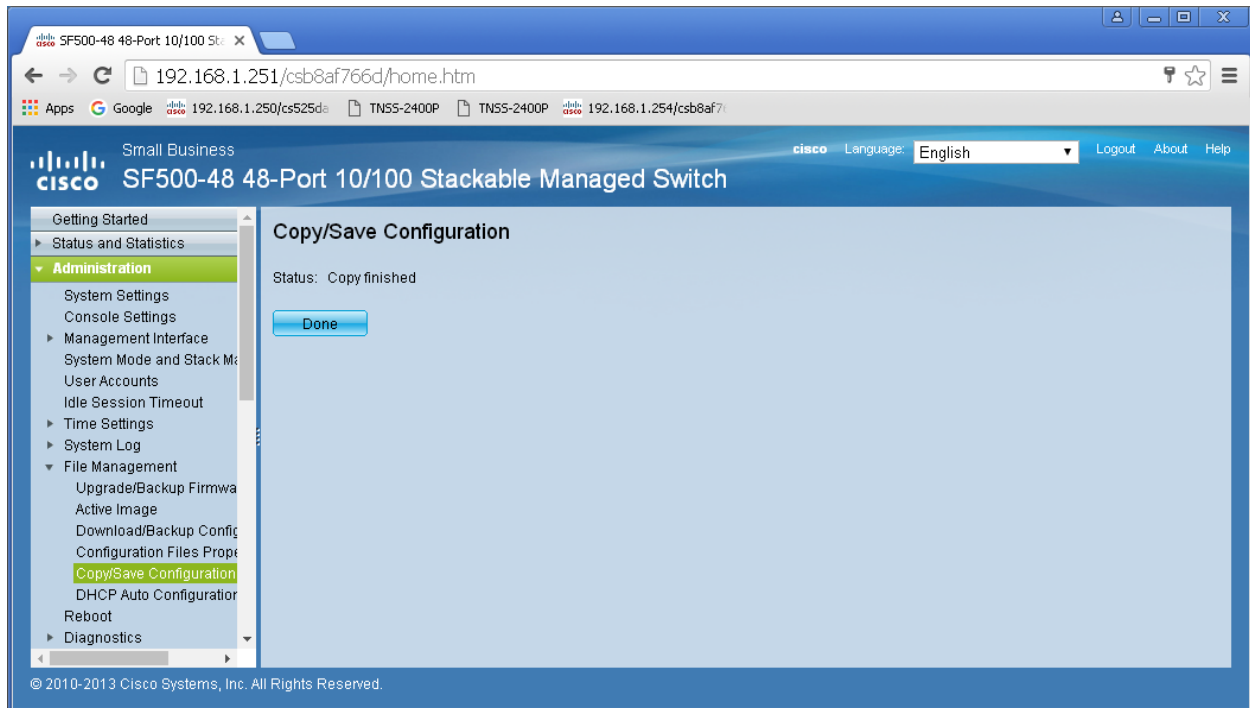 SF500-48 48-Port 10/100 Sta
192.168.1.251/csb8af766d/home.htm
Apps Google 192.168.1.250/cs525da TNSS-2400P TNSS-2400P 192.168.1.254/csb8af7
Small Business
cisco Language: English Logout About Help
CISCO SF500-48 48-Port 10/100 Stackable Managed Switch
Getting Started
Status and Statistics
Administration
System Settings
Console Settings
Management Interface
System Mode and Stack Ma
User Accounts
Idle Session Timeout
Time Settings
System Log
File Management
Upgrade/Backup Firmwa
Active Image
Download/Backup Config
Configuration Files Prope
Copy/Save Configuration
DHCP Auto Configuration
Reboot
Diagnostics
Copy/Save Configuration
Status: Copy finished
Done
© 2010-2013 Cisco Systems, Inc. All Rights Reserved.